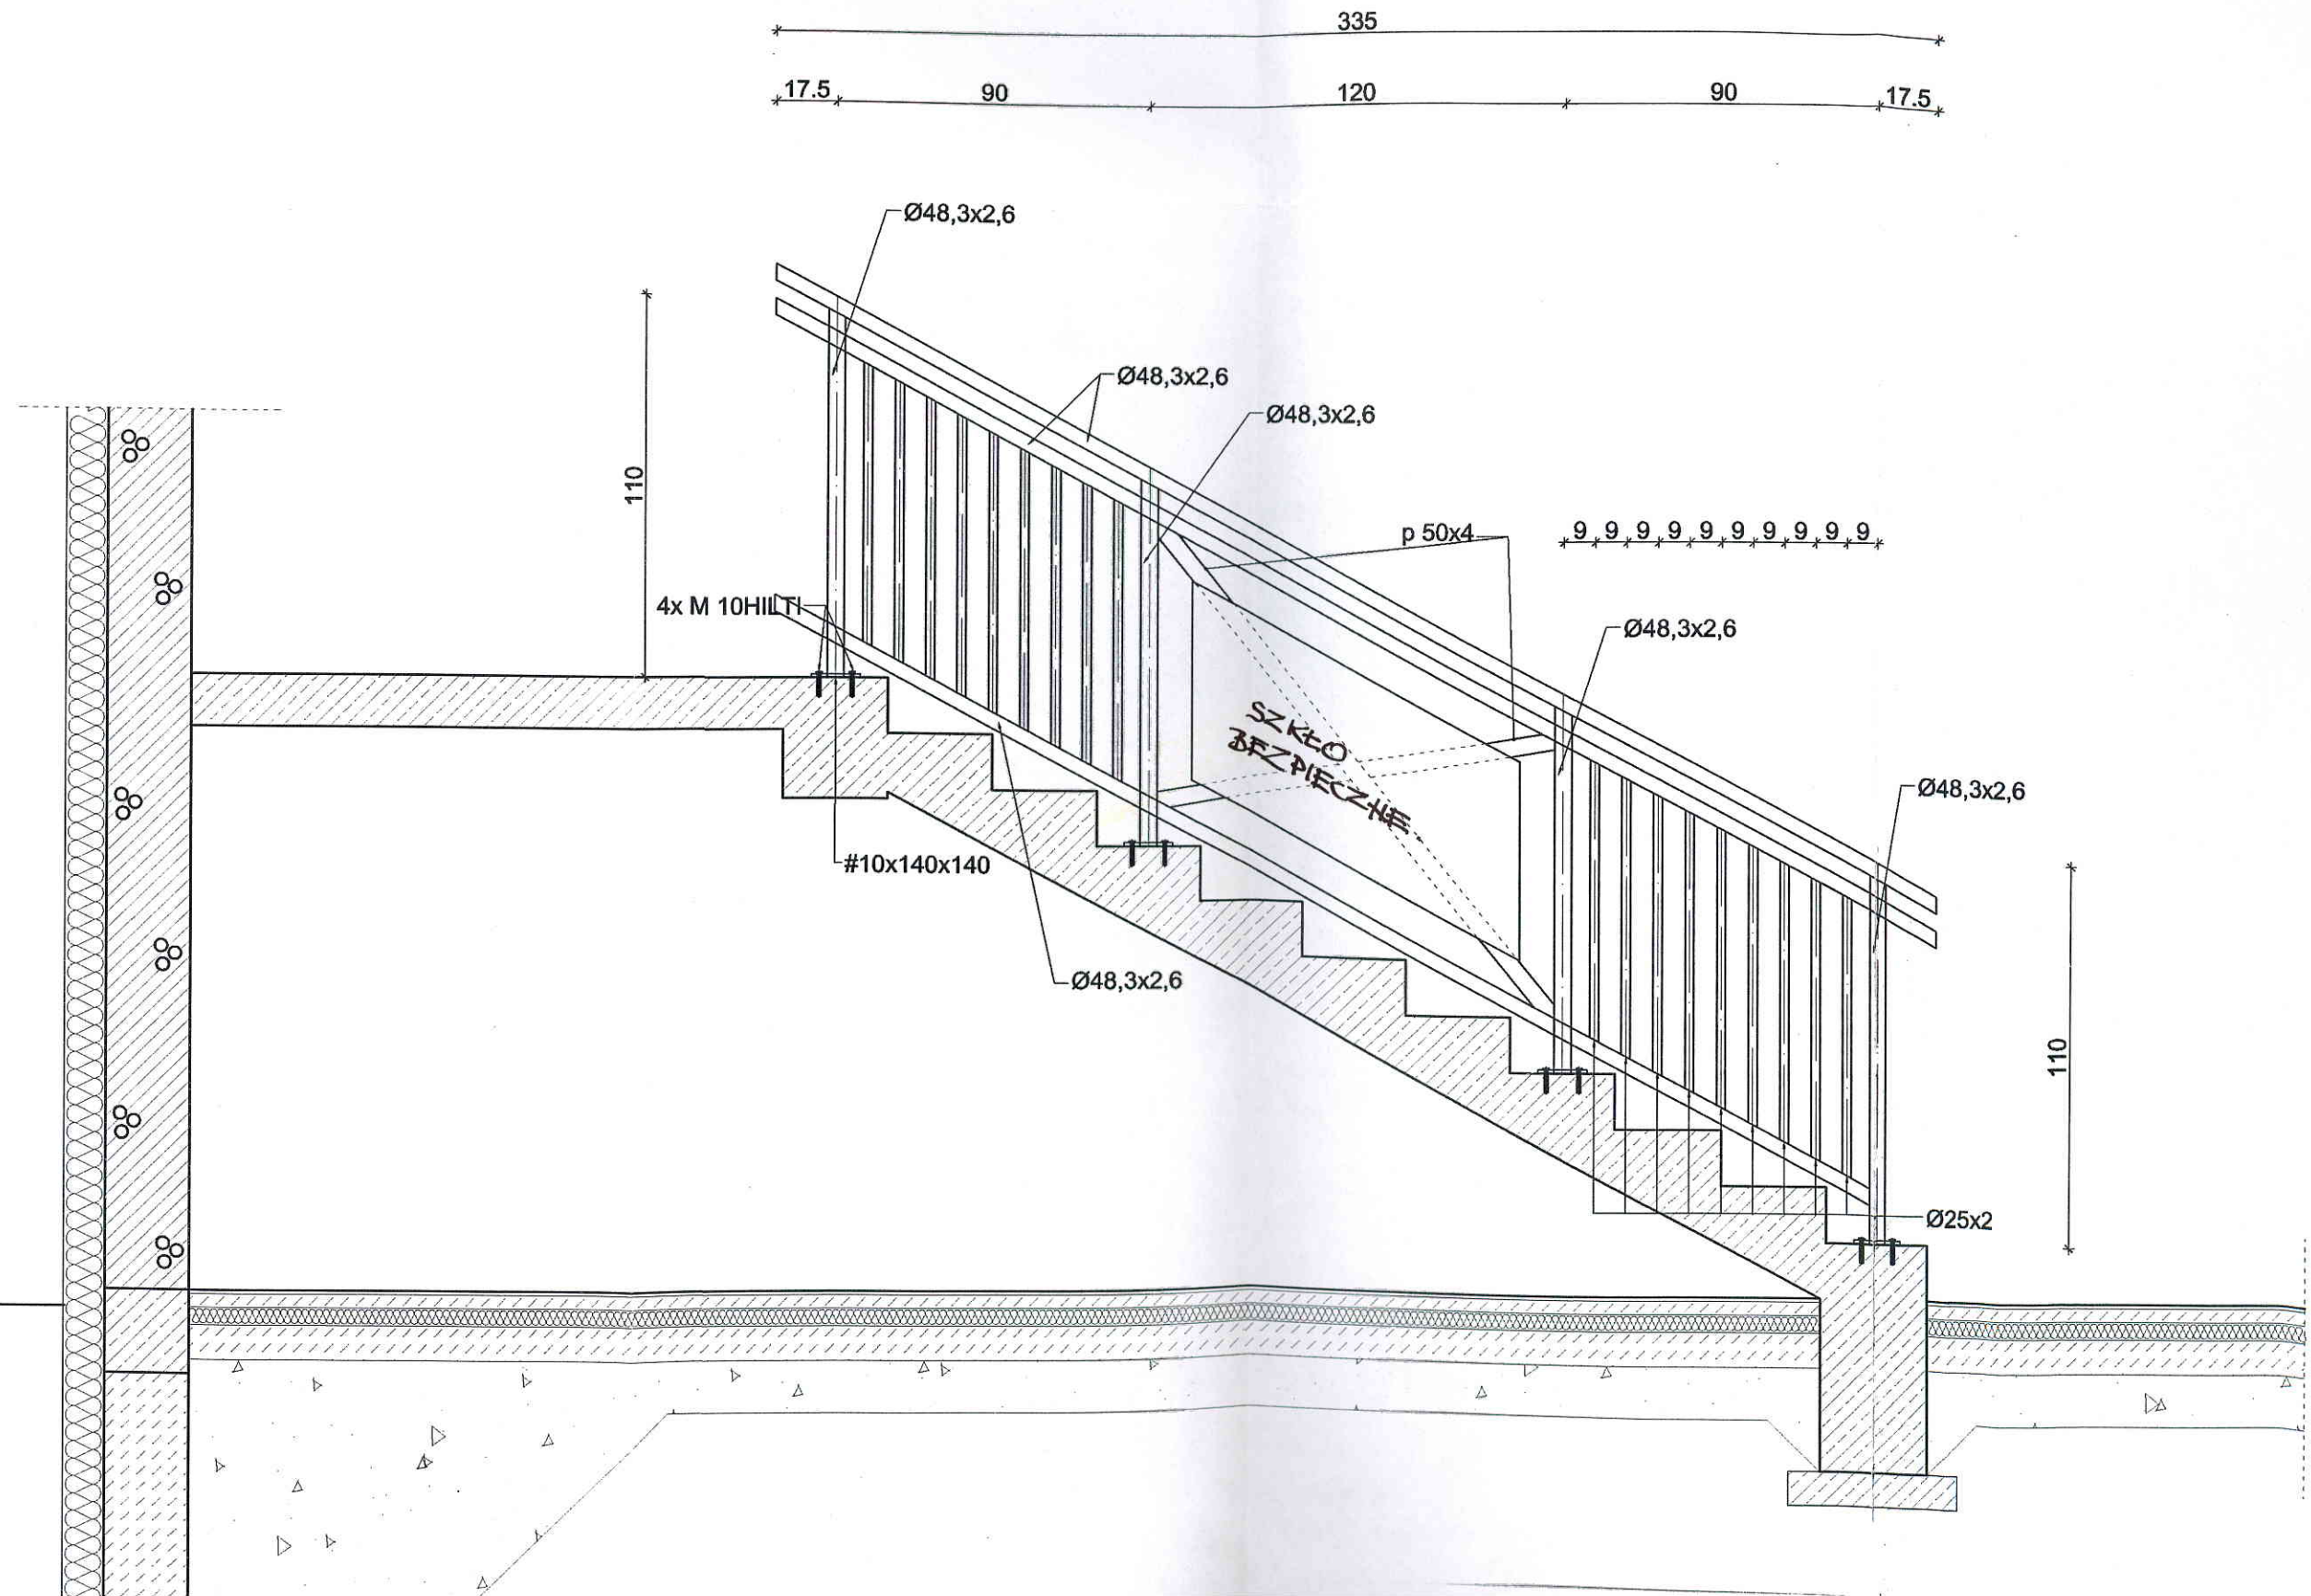 335
17.5 90 120 90 17.5
Ø48,3x2,6
Ø48,3x2,6
Ø48,3x2,6
110
p 50x4
9 9 9 9 9 9 9 9 9 9
4x M 10HILTI
Ø48,3x2,6
SZKŁO
BEZPIECZNE
Ø48,3x2,6
#10x140x140
Ø48,3x2,6
110
Ø25x2